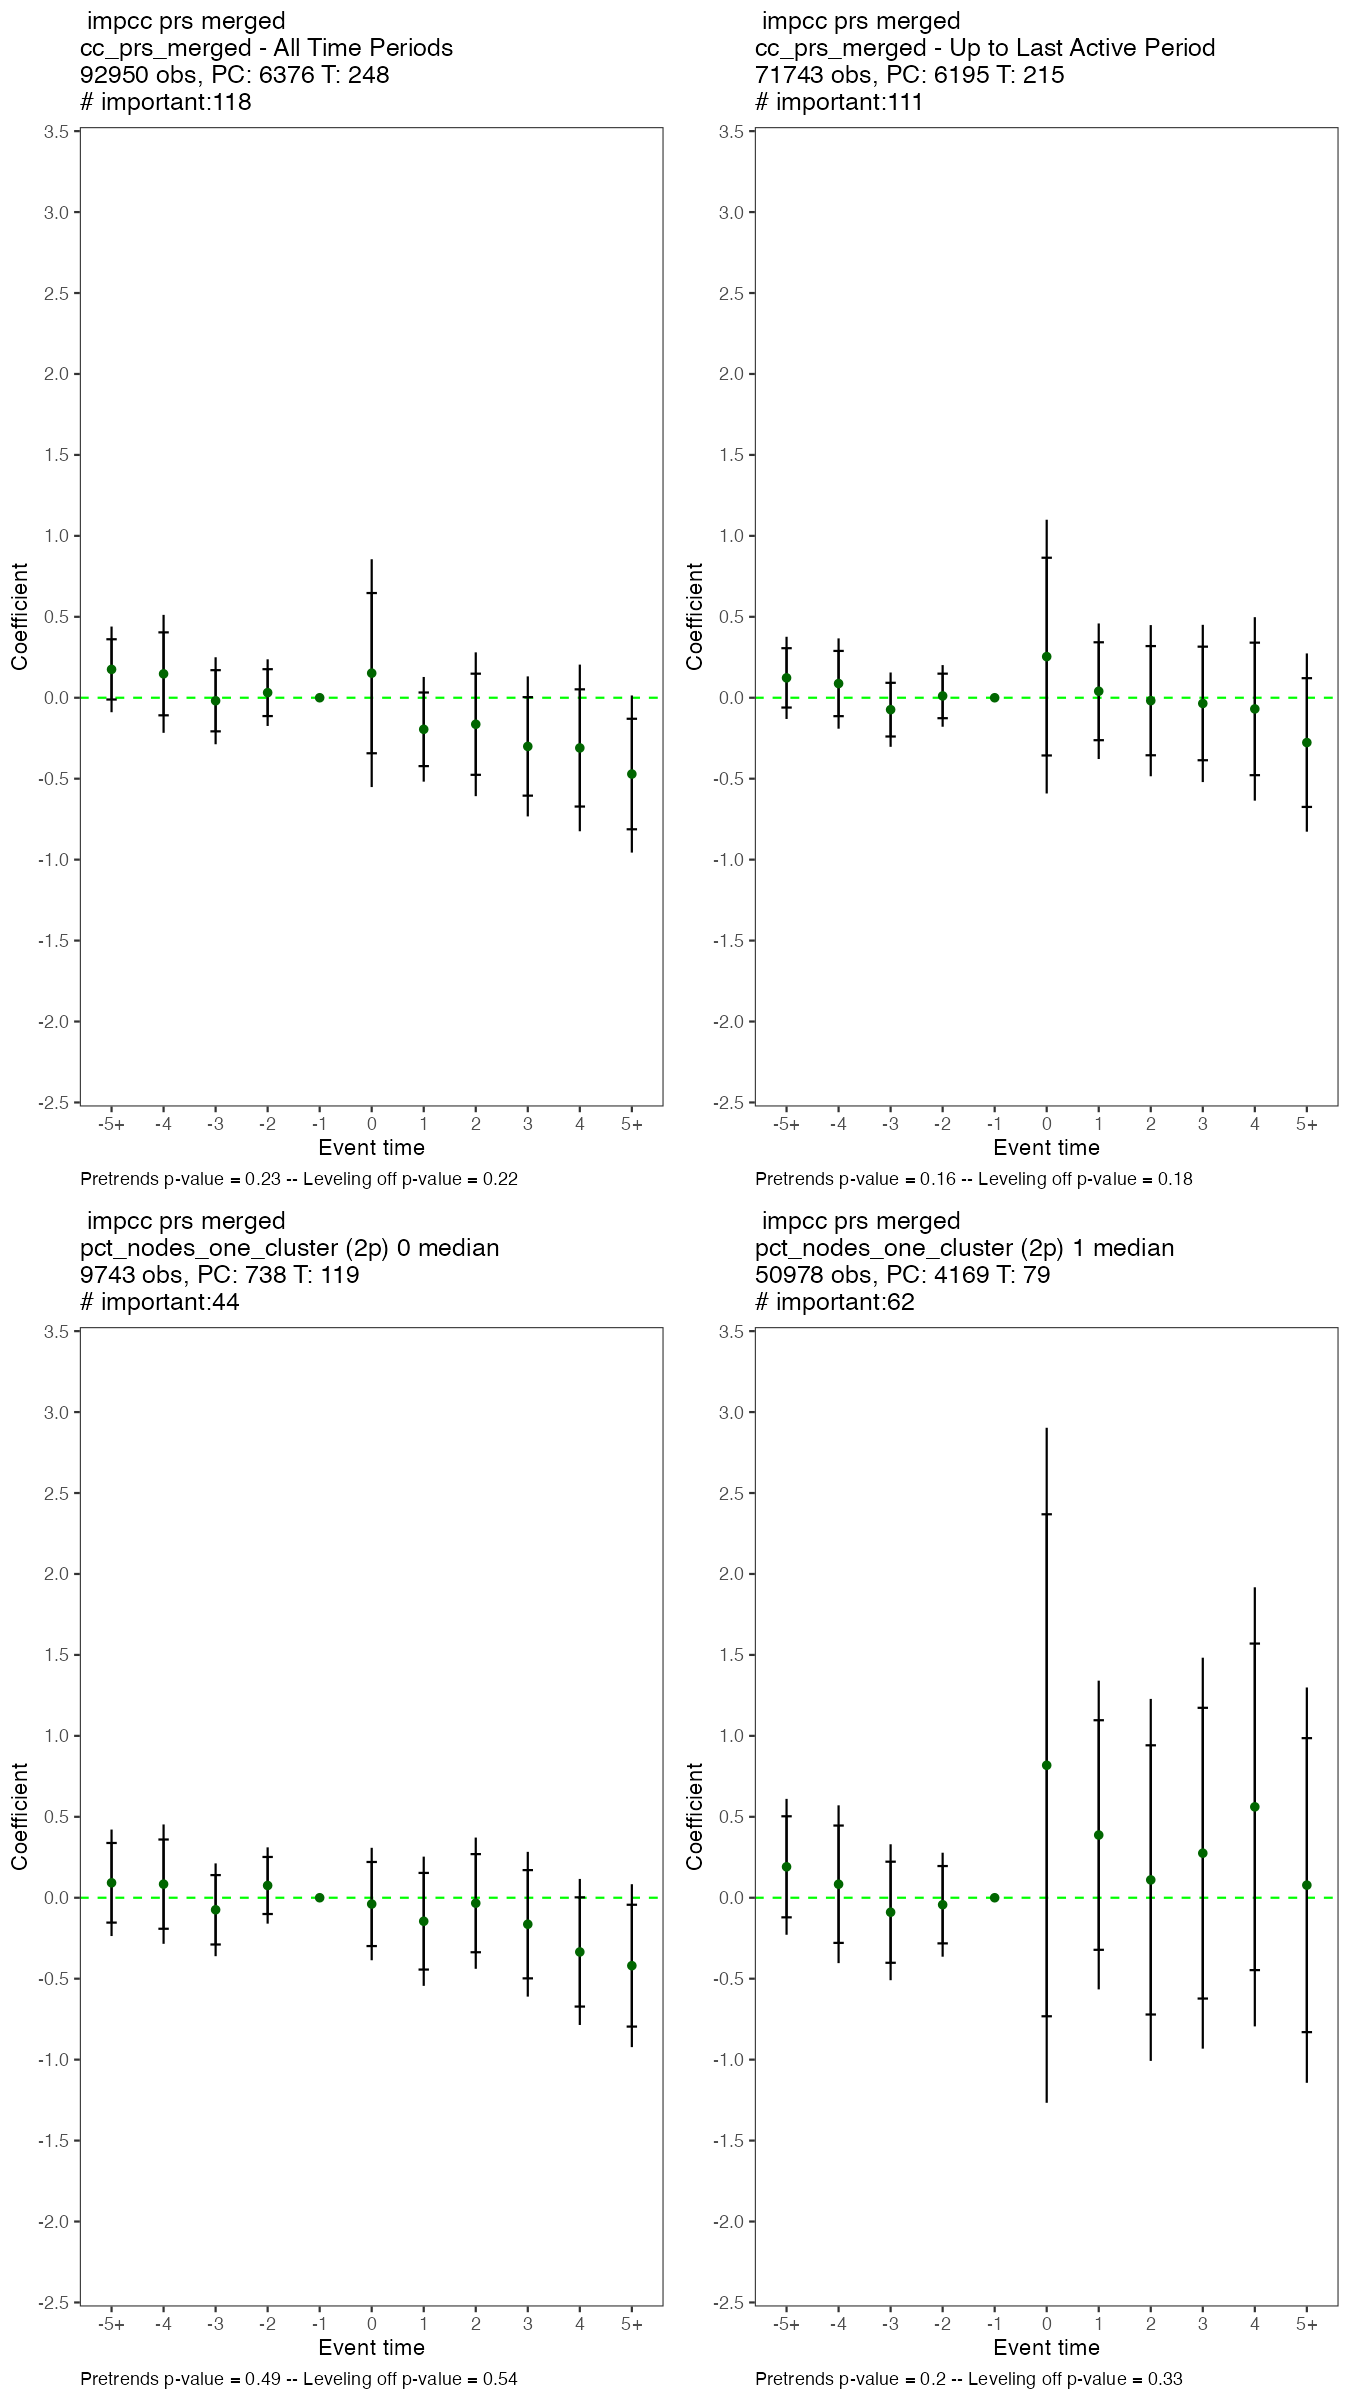 impcc prs merged
cc_prs_merged - All Time Periods
92950 obs, PC: 6376 T: 248
# important:118
3.5
3.0
2.5
2.0
1.5
1.0
0.5
0.0
-0.5
-1.0
-1.5
-2.0
-2.5
Coefficient
-5+ -4 -3 -2 -1 0 1 2 3 4 5+
Event time
Pretrends p-value = 0.23 -- Leveling off p-value = 0.22
impcc prs merged
cc_prs_merged - Up to Last Active Period
71743 obs, PC: 6195 T: 215
# important:111
3.5
3.0
2.5
2.0
1.5
1.0
0.5
0.0
-0.5
-1.0
-1.5
-2.0
-2.5
Coefficient
-5+ -4 -3 -2 -1 0 1 2 3 4 5+
Event time
Pretrends p-value = 0.16 -- Leveling off p-value = 0.18
impcc prs merged
pct_nodes_one_cluster (2p) 0 median
9743 obs, PC: 738 T: 119
# important:44
3.5
3.0
2.5
2.0
1.5
1.0
0.5
0.0
-0.5
-1.0
-1.5
-2.0
-2.5
Coefficient
-5+ -4 -3 -2 -1 0 1 2 3 4 5+
Event time
Pretrends p-value = 0.49 -- Leveling off p-value = 0.54
impcc prs merged
pct_nodes_one_cluster (2p) 1 median
50978 obs, PC: 4169 T: 79
# important:62
3.5
3.0
2.5
2.0
1.5
1.0
0.5
0.0
-0.5
-1.0
-1.5
-2.0
-2.5
Coefficient
-5+ -4 -3 -2 -1 0 1 2 3 4 5+
Event time
Pretrends p-value = 0.2 -- Leveling off p-value = 0.33